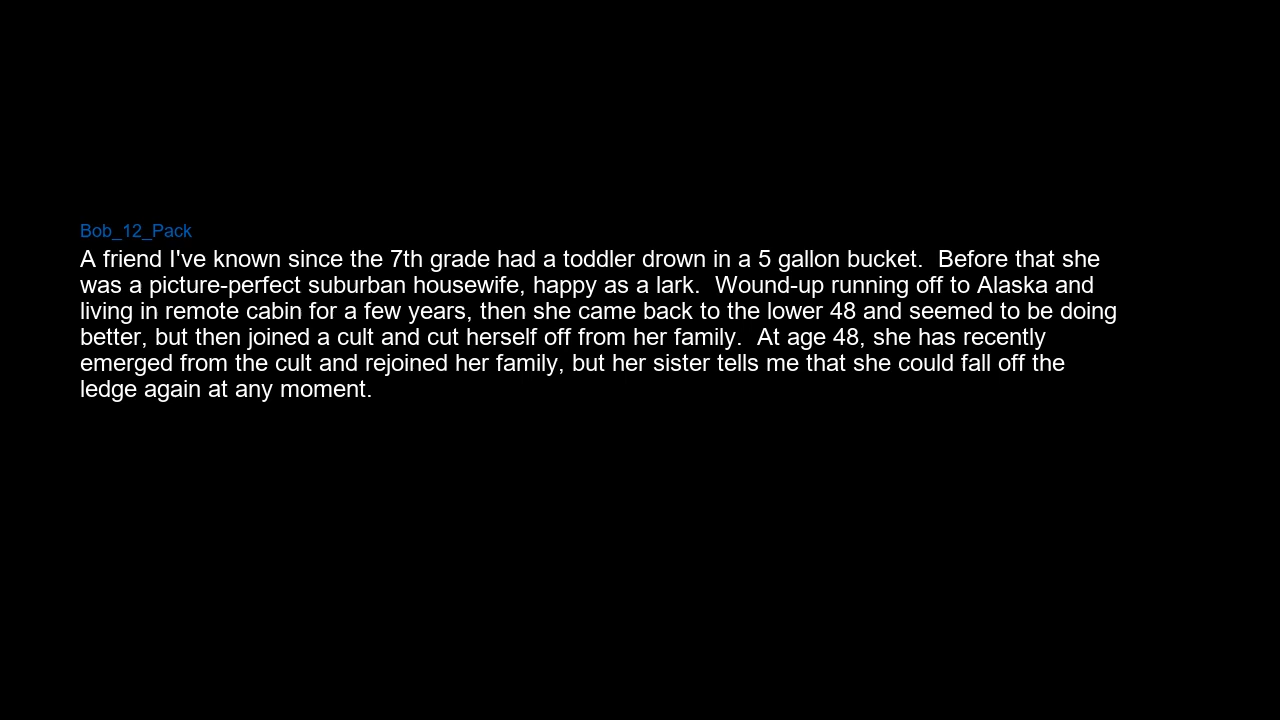 Bob_12_Pack
A friend I've known since the 7th grade had a toddler drown in a 5 gallon bucket.  Before that she
was a picture-perfect suburban housewife, happy as a lark.  Wound-up running off to Alaska and
living in remote cabin for a few years, then she came back to the lower 48 and seemed to be doing
better, but then joined a cult and cut herself off from her family.  At age 48, she has recently
emerged from the cult and rejoined her family, but her sister tells me that she could fall off the
ledge again at any moment.